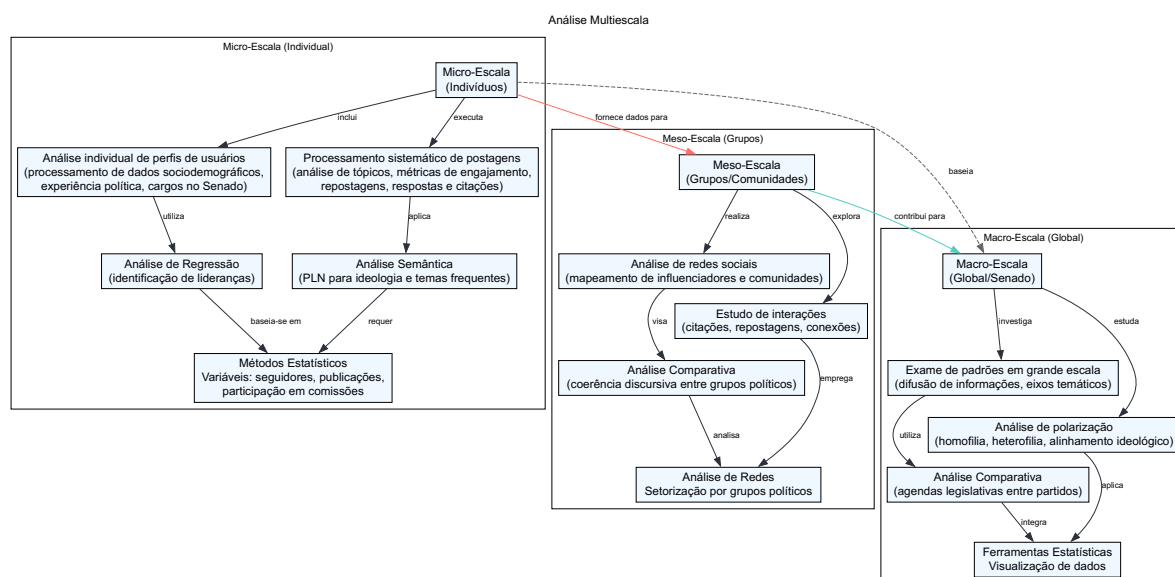 Análise Multiescala
Micro-Escala (Individual)
Micro-Escala
(Indivíduos)
inclui
executa
Análise individual de perfis de usuários
(processamento de dados sociodemográficos,
experiência política, cargos no Senado)
Processamento sistemático de postagens
(análise de tópicos, métricas de engajamento,
repostagens, respostas e citações)
utiliza
aplica
Análise de Regressão
(identificação de lideranças)
Análise Semântica
(PLN para ideologia e temas frequentes)
baseia-se em
requer
Métodos Estatísticos
Variáveis: seguidores, publicações,
participação em comissões
fornece dados para
baseia
Meso-Escala (Grupos)
Meso-Escala
(Grupos/Comunidades)
realiza
explora
contribui para
Análise de redes sociais
(mapeamento de influenciadores e comunidades)
Estudo de interações
(citações, repostagens, conexões)
visa
Análise Comparativa
(coerência discursiva entre grupos políticos)
emprega
analisa
Análise de Redes
Setorização por grupos políticos
Macro-Escala (Global)
Macro-Escala
(Global/Senado)
investiga
estuda
Exame de padrões em grande escala
(difusão de informações, eixos temáticos)
Análise de polarização
(homofilia, heterofilia, alinhamento ideológico)
utiliza
Análise Comparativa
(agendas legislativas entre partidos)
aplica
integra
Ferramentas Estatísticas
Visualização de dados